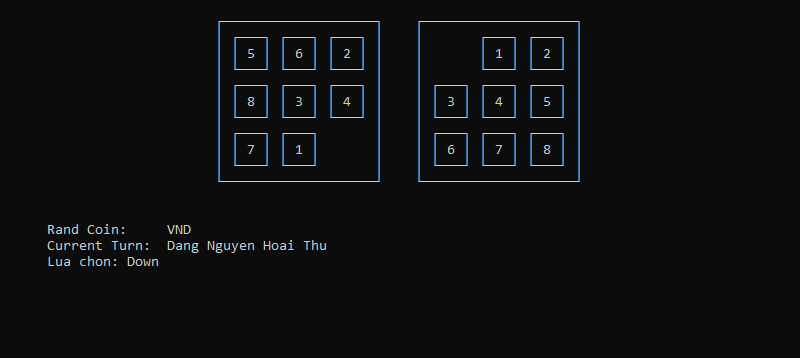 5 6 2 1 2
8 3 4 3 4 5
7 1 6 7 8
Rand Coin: VND
Current Turn: Dang Nguyen Hoai Thu
Lua chon: Down